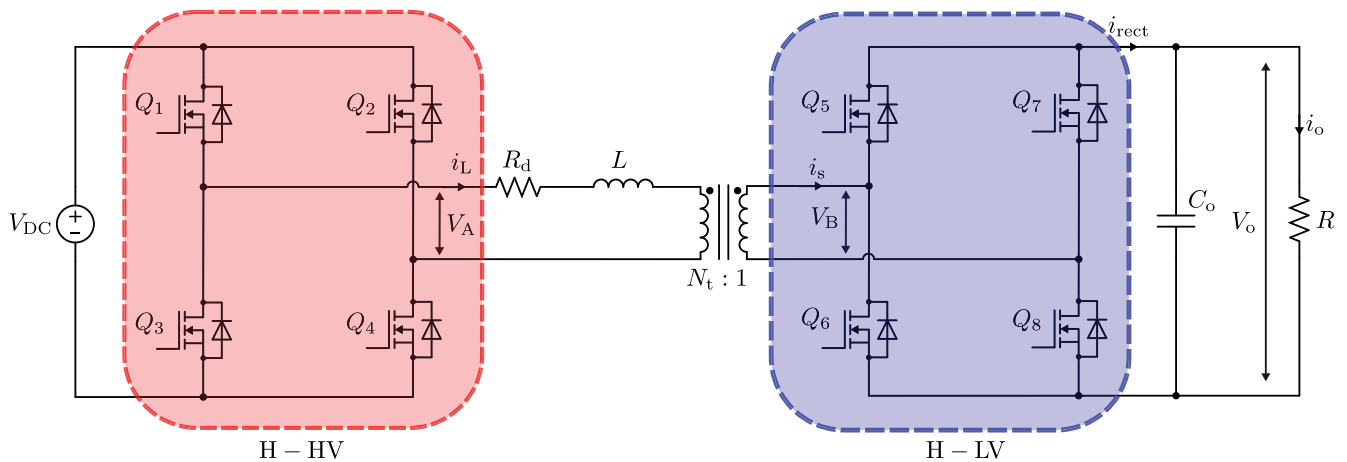 i_rect
Q_1
Q_2
Q_5
Q_7
i_o
i_L
R_d
L
i_s
V_DC
V_A
V_B
C_o
V_o
R
N_t : 1
Q_3
Q_4
Q_6
Q_8
H − HV
H − LV